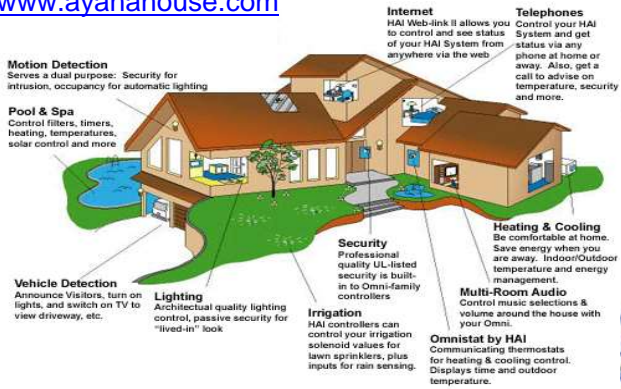 www.ayanahouse.com
Internet
HAI Web-link II allows you
to control and see status
of your HAI System from
anywhere via the web
Telephones
Control your HAI
System and get
status via any
phone at home or
away. Also, get a
call to advise on
temperature, security
and more.
Motion Detection
Serves a dual purpose: Security for
intrusion, occupancy for automatic lighting
Pool & Spa
Control filters, timers,
heating, temperatures,
solar control and more
Vehicle Detection
Announce Visitors, turn on
lights, and switch on TV to
view driveway, etc.
Lighting
Architectual quality lighting
control, passive security for
"lived-in" look
Security
Professional
quality UL-listed
security is built-
in to Omni-family
controllers
Irrigation
HAI controllers can
control your irrigation
solenoid values for
lawn sprinklers, plus
inputs for rain sensing.
Heating & Cooling
Be comfortable at home.
Save energy when you
are away. Indoor/Outdoor
temperature and energy
management.
Multi-Room Audio
Control music selections &
volume around the house with
your Omni.
Omnistat by HAI
Communicating thermostats
for heating & cooling control.
Displays time and outdoor
temperature.